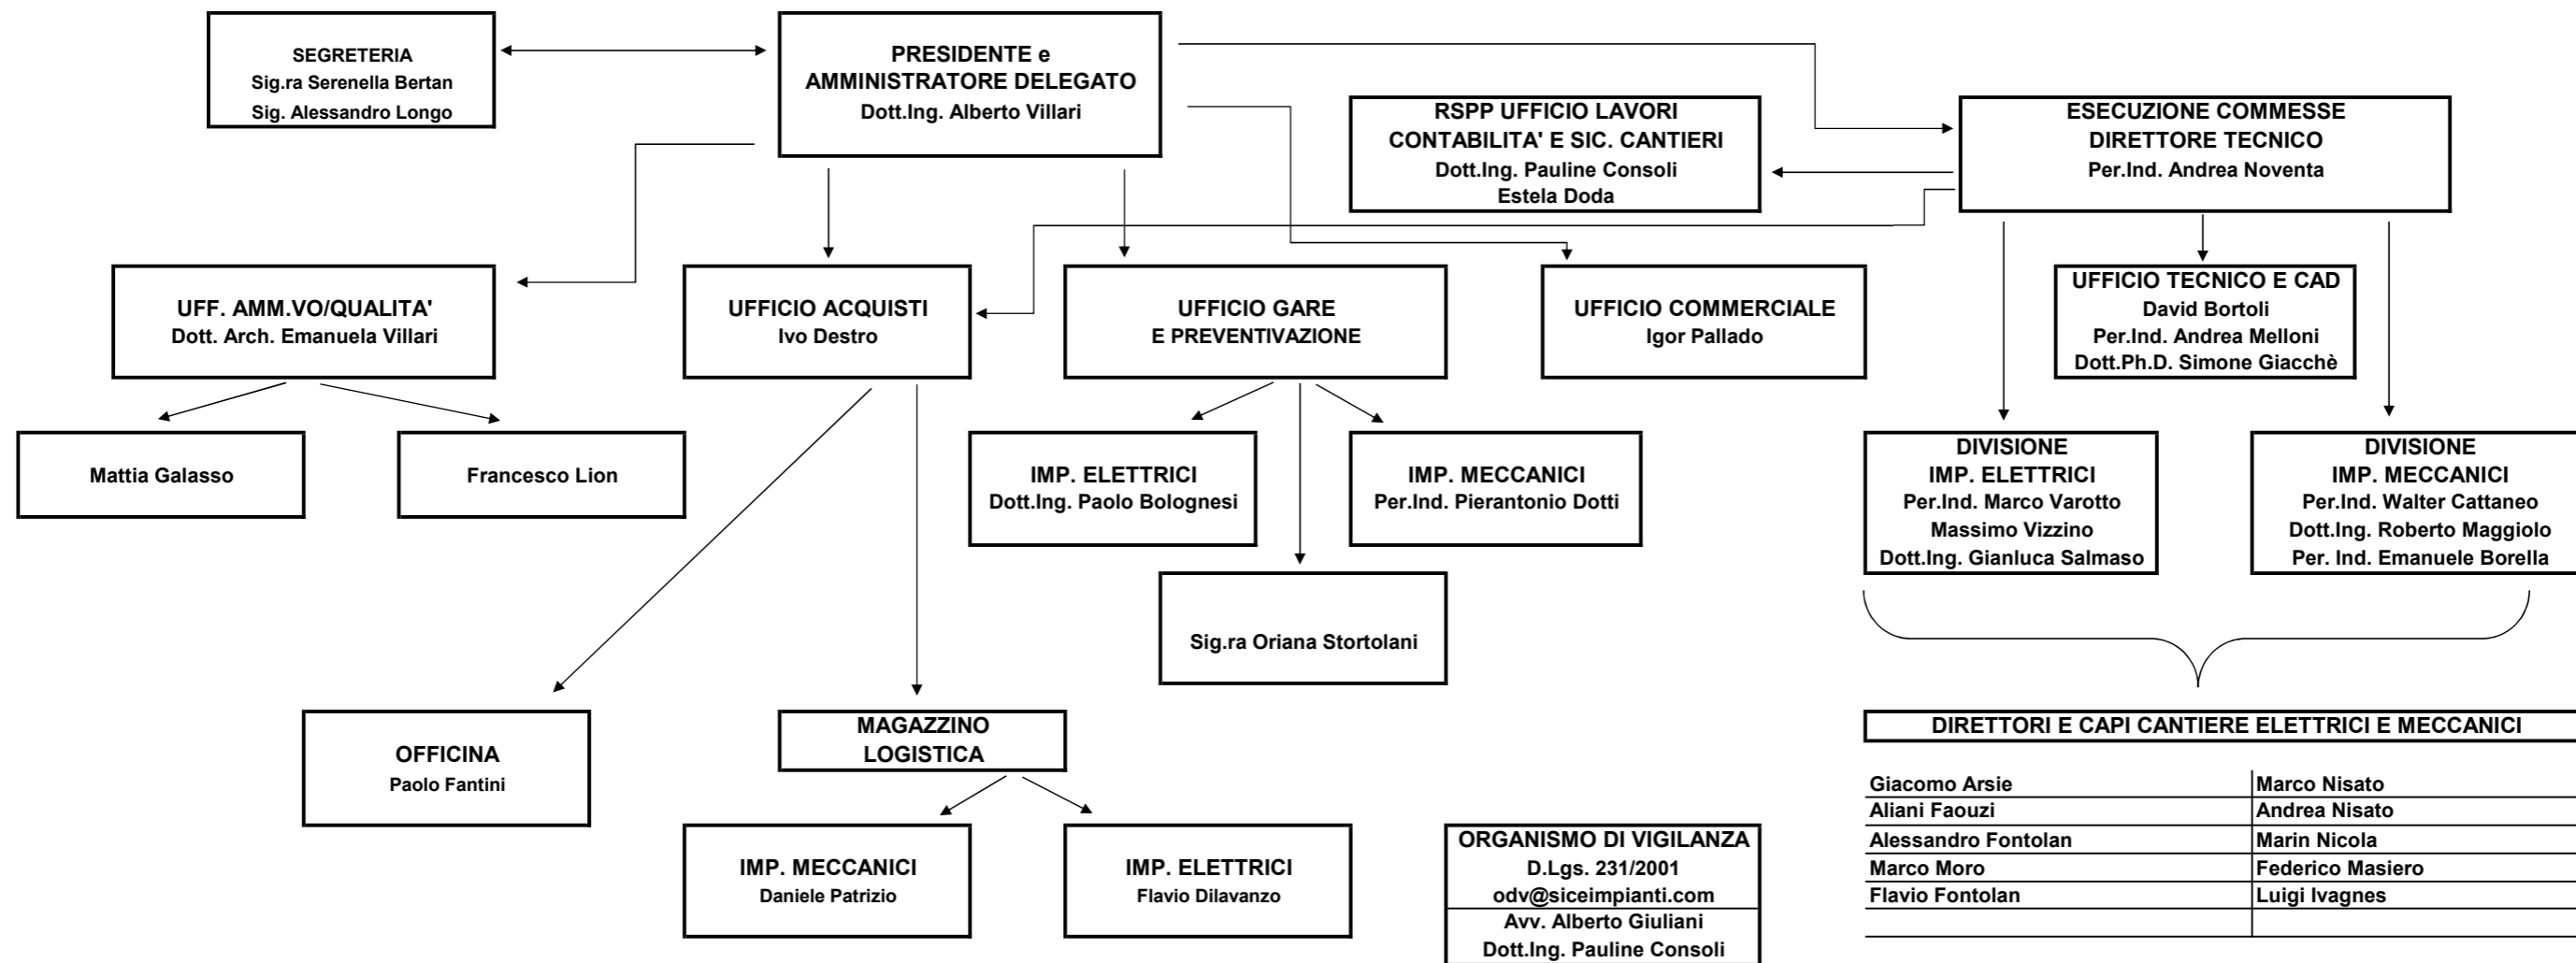 SEGRETERIA
Sig.ra Serenella Bertan
Sig. Alessandro Longo
PRESIDENTE e
AMMINISTRATORE DELEGATO
Dott.Ing. Alberto Villari
RSPP UFFICIO LAVORI
CONTABILITA' E SIC. CANTIERI
Dott.Ing. Pauline Consoli
Estela Doda
ESECUZIONE COMMESSE
DIRETTORE TECNICO
Per.Ind. Andrea Noventa
UFF. AMM.VO/QUALITA'
Dott. Arch. Emanuela Villari
UFFICIO ACQUISTI
Ivo Destro
UFFICIO GARE
E PREVENTIVAZIONE
UFFICIO COMMERCIALE
Igor Pallado
UFFICIO TECNICO E CAD
David Bortoli
Per.Ind. Andrea Melloni
Dott.Ph.D. Simone Giacchè
Mattia Galasso
Francesco Lion
IMP. ELETTRICI
Dott.Ing. Paolo Bolognesi
IMP. MECCANICI
Per.Ind. Pierantonio Dotti
DIVISIONE
IMP. ELETTRICI
Per.Ind. Marco Varotto
Massimo Vizzino
Dott.Ing. Gianluca Salmaso
DIVISIONE
IMP. MECCANICI
Per.Ind. Walter Cattaneo
Dott.Ing. Roberto Maggiolo
Per. Ind. Emanuele Borella
Sig.ra Oriana Stortolani
OFFICINA
Paolo Fantini
MAGAZZINO
LOGISTICA
IMP. MECCANICI
Daniele Patrizio
IMP. ELETTRICI
Flavio Dilavanzo
ORGANISMO DI VIGILANZA
D.Lgs. 231/2001
odv@siceimpianti.com
Avv. Alberto Giuliani
Dott.Ing. Pauline Consoli
DIRETTORI E CAPI CANTIERE ELETTRICI E MECCANICI
Giacomo Arsie Marco Nisato
Aliani Faouzi Andrea Nisato
Alessandro Fontolan Marin Nicola
Marco Moro Federico Masiero
Flavio Fontolan Luigi Ivagnes